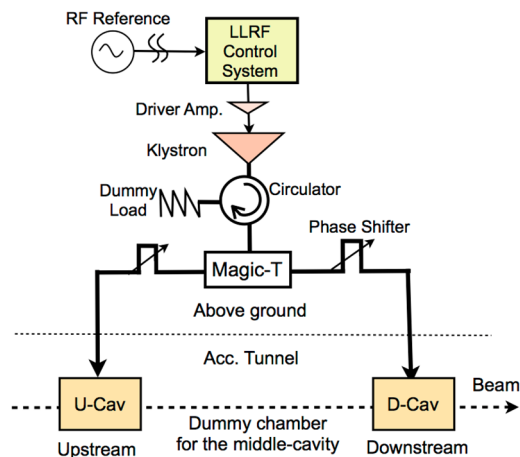 RF Reference
LLRF
Control
System
Driver Amp.
Klystron
Circulator
Dummy
Load
Phase Shifter
Magic-T
Above ground
Acc. Tunnel
U-Cav
D-Cav
Beam
Dummy chamber
for the middle-cavity
Upstream
Downstream